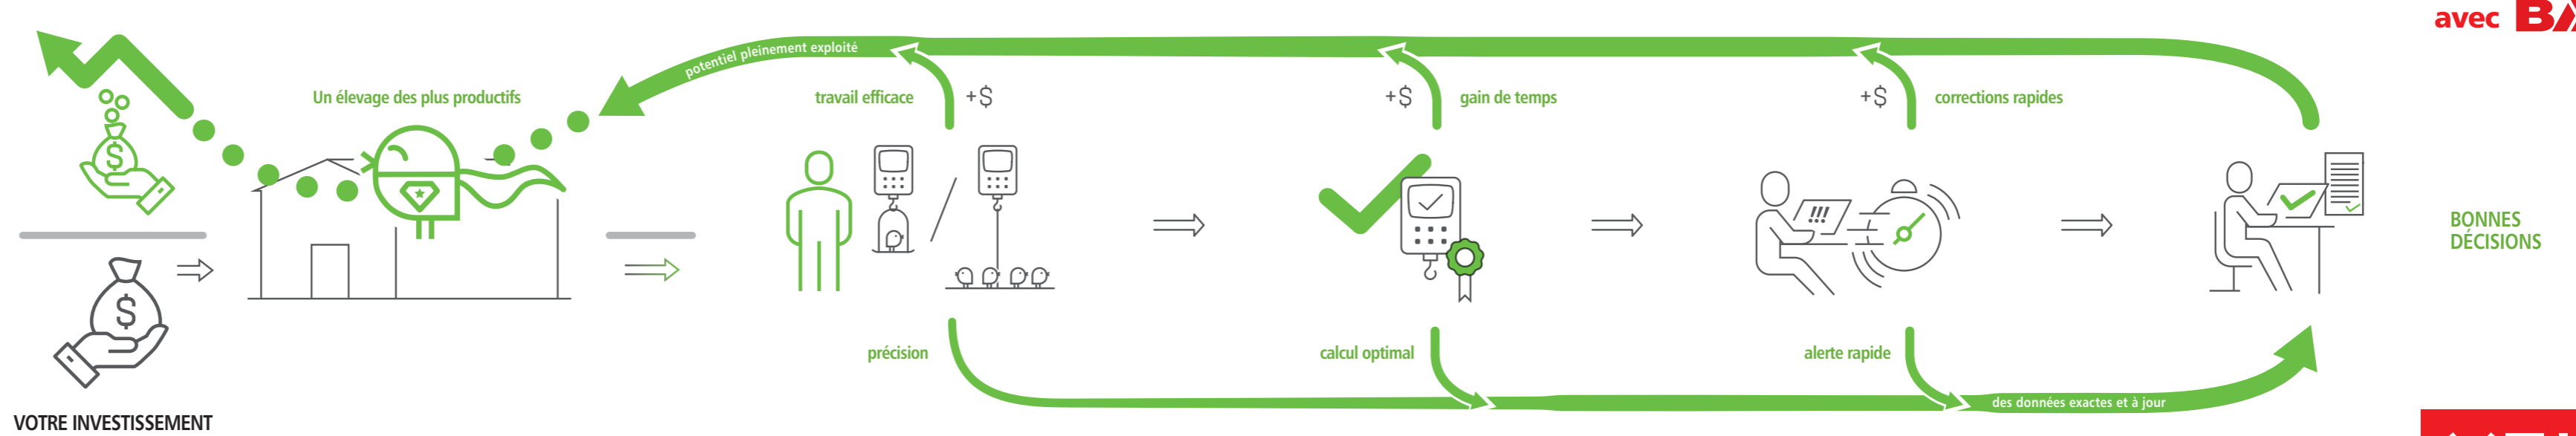 avec
potentiel pleinement exploité
Un élevage des plus productifs
travail efficace
+$
+$
gain de temps
+$
corrections rapides
$
$
!!!
BONNES
DÉCISIONS
précision
calcul optimal
alerte rapide
des données exactes et à jour
VOTRE INVESTISSEMENT